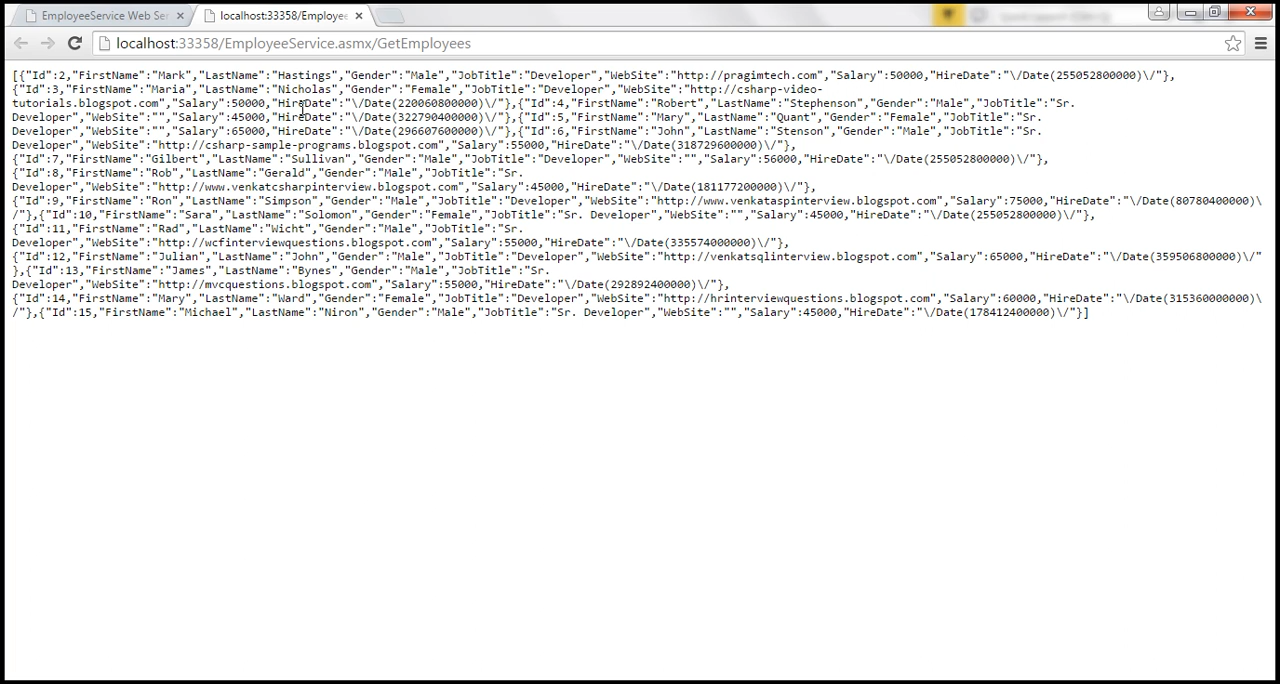 EmployeeService Web Ser
localhost:33358/Employee
localhost:33358/EmployeeService.asmx/GetEmployees
[{"Id":2,"FirstName":"Mark","LastName":"Hastings","Gender":"Male","JobTitle":"Developer","WebSite":"http://pragimtech.com","Salary":50000,"HireDate":"\/Date(255052800000)\/"},
{"Id":3,"FirstName":"Maria","LastName":"Nicholas","Gender":"Female","JobTitle":"Developer","WebSite":"http://csharp-video-
tutorials.blogspot.com","Salary":50000,"HireDate":"\/Date(220060800000)\/"},{"Id":4,"FirstName":"Robert","LastName":"Stephenson","Gender":"Male","JobTitle":"Sr.
Developer","WebSite":"","Salary":45000,"HireDate":"\/Date(322790400000)\/"},{"Id":5,"FirstName":"Mary","LastName":"Quant","Gender":"Female","JobTitle":"Sr.
Developer","WebSite":"","Salary":65000,"HireDate":"\/Date(296607600000)\/"},{"Id":6,"FirstName":"John","LastName":"Stenson","Gender":"Male","JobTitle":"Sr.
Developer","WebSite":"http://csharp-sample-programs.blogspot.com","Salary":55000,"HireDate":"\/Date(318729600000)\/"},
{"Id":7,"FirstName":"Gilbert","LastName":"Sullivan","Gender":"Male","JobTitle":"Developer","WebSite":"","Salary":56000,"HireDate":"\/Date(255052800000)\/"},
{"Id":8,"FirstName":"Rob","LastName":"Gerald","Gender":"Male","JobTitle":"Sr.
Developer","WebSite":"http://www.venkatcsharpinterview.blogspot.com","Salary":45000,"HireDate":"\/Date(181177200000)\/"},
{"Id":9,"FirstName":"Ron","LastName":"Simpson","Gender":"Male","JobTitle":"Developer","WebSite":"http://www.venkataspinterview.blogspot.com","Salary":75000,"HireDate":"\/Date(80780400000)\
/"},{"Id":10,"FirstName":"Sara","LastName":"Solomon","Gender":"Female","JobTitle":"Sr. Developer","WebSite":"","Salary":45000,"HireDate":"\/Date(255052800000)\/"},
{"Id":11,"FirstName":"Rad","LastName":"Wicht","Gender":"Male","JobTitle":"Sr.
Developer","WebSite":"http://wcfinterviewquestions.blogspot.com","Salary":55000,"HireDate":"\/Date(335574000000)\/"},
{"Id":12,"FirstName":"Julian","LastName":"John","Gender":"Male","JobTitle":"Developer","WebSite":"http://venkatsqlinterview.blogspot.com","Salary":65000,"HireDate":"\/Date(359506800000)\/"
},{"Id":13,"FirstName":"James","LastName":"Bynes","Gender":"Male","JobTitle":"Sr.
Developer","WebSite":"http://mvcquestions.blogspot.com","Salary":55000,"HireDate":"\/Date(292892400000)\/"},
{"Id":14,"FirstName":"Mary","LastName":"Ward","Gender":"Female","JobTitle":"Developer","WebSite":"http://hrinterviewquestions.blogspot.com","Salary":60000,"HireDate":"\/Date(315360000000)\
/"},{"Id":15,"FirstName":"Michael","LastName":"Niron","Gender":"Male","JobTitle":"Sr. Developer","WebSite":"","Salary":45000,"HireDate":"\/Date(178412400000)\/"}]